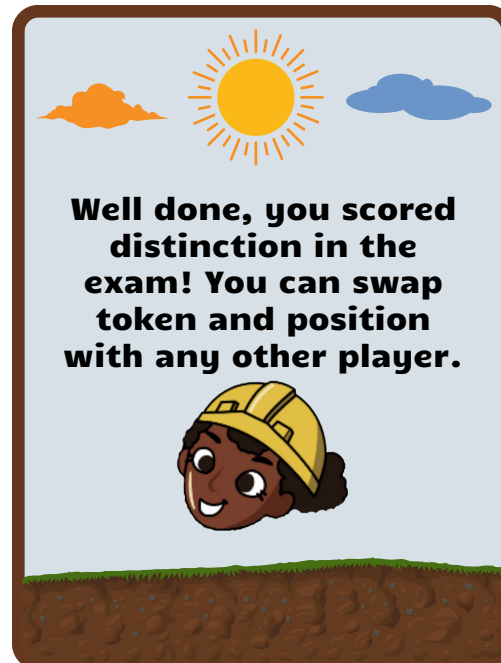 Well done, you scored
distinction in the
exam! You can swap
token and position
with any other player.